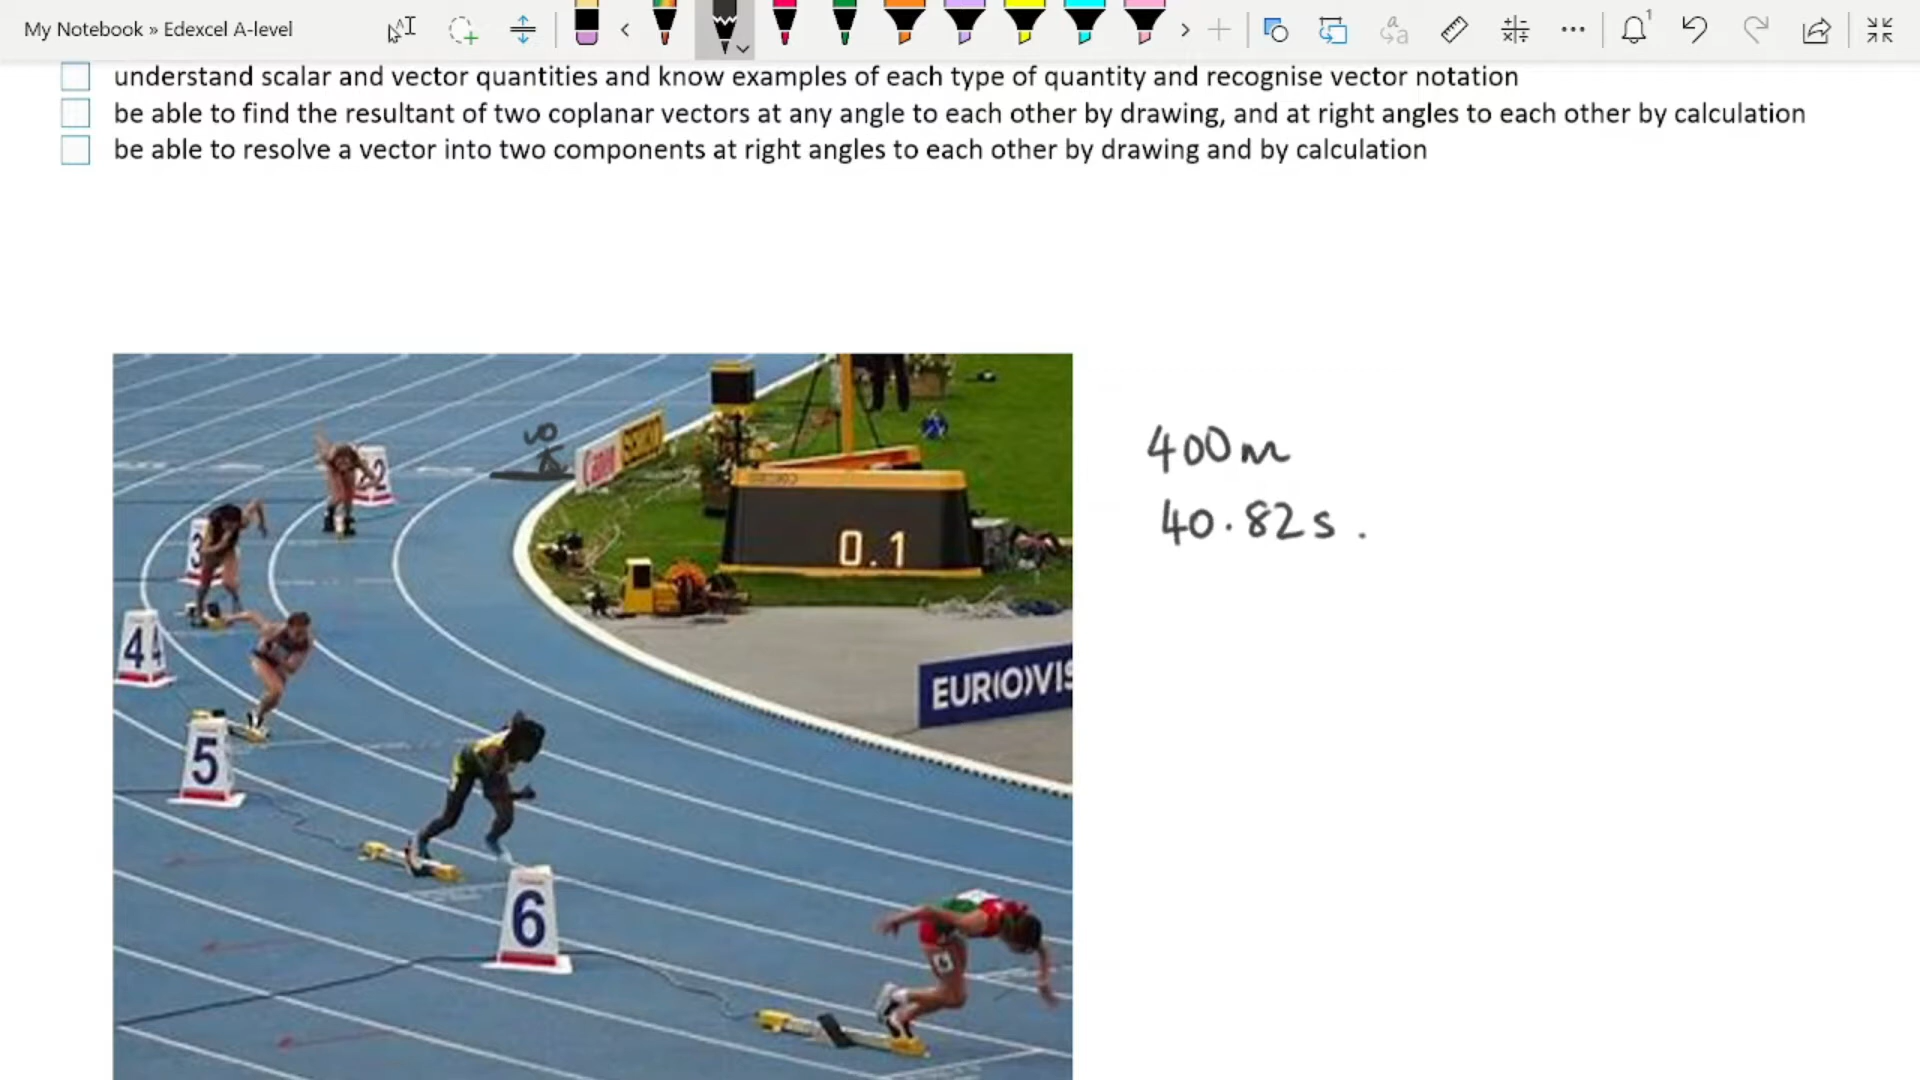 My Notebook » Edexcel A-level
understand scalar and vector quantities and know examples of each type of quantity and recognise vector notation
be able to find the resultant of two coplanar vectors at any angle to each other by drawing, and at right angles to each other by calculation
be able to resolve a vector into two components at right angles to each other by drawing and by calculation
400m
40.82s.
Canon
SEIKO
2
3
0.1
4
EUROVIS
5
6